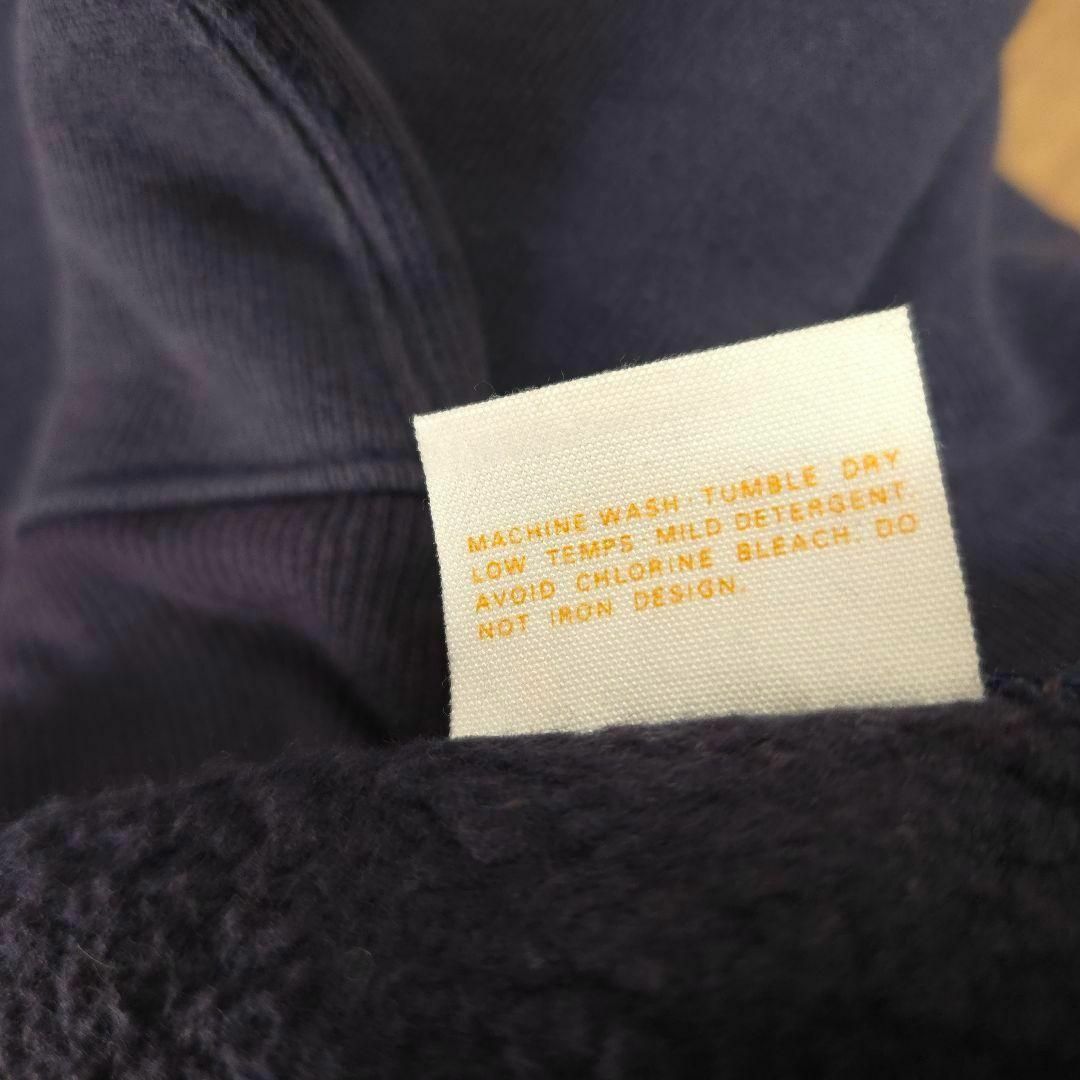 MACHINE WASH · TUMBLE DRY
LOW TEMPS MILD DETERGENT.
AVOID CHLORINE BLEACH. DO
NOT IRON DESIGN.